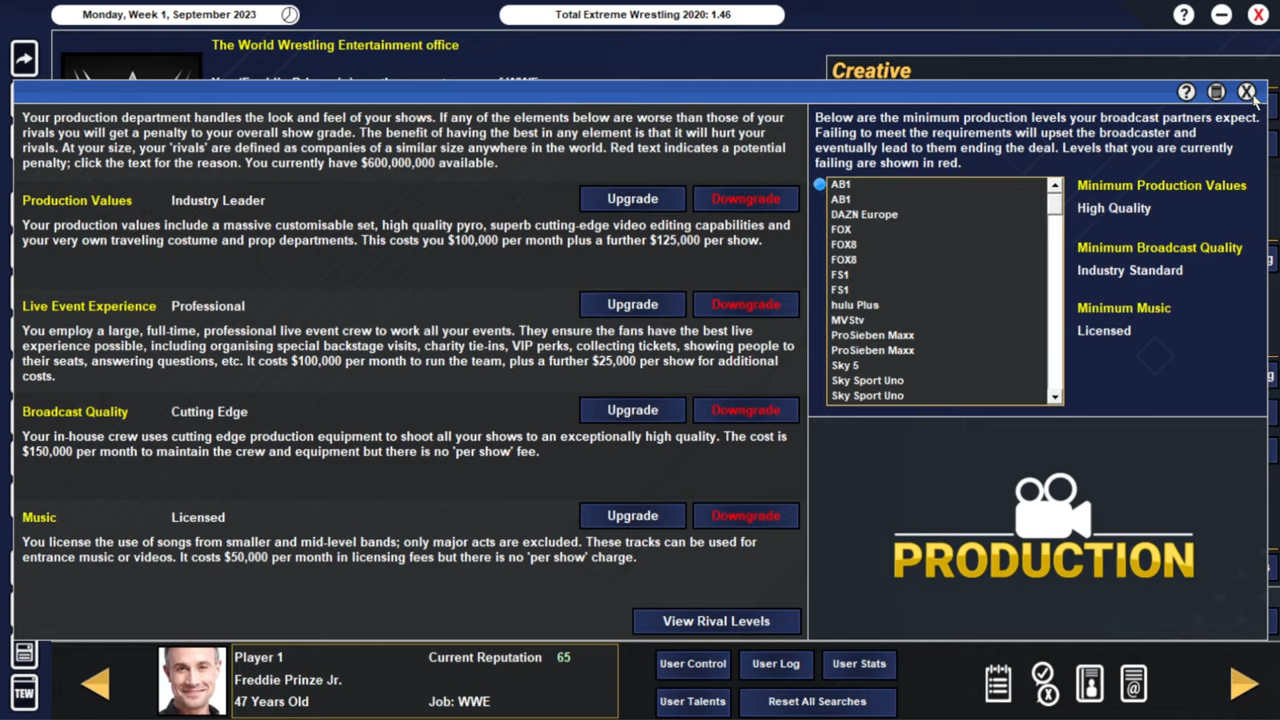 Monday, Week 1, September 2023
Total Extreme Wrestling 2020: 1.46
The World Wrestling Entertainment office
Creative
Your production department handles the look and feel of your shows. If any of the elements below are worse than those of your
rivals you will get a penalty to your overall show grade. The benefit of having the best in any element is that it will hurt your
rivals. At your size, your 'rivals' are defined as companies of a similar size anywhere in the world. Red text indicates a potential
penalty; click the text for the reason. You currently have $600,000,000 available.
Production Values Industry Leader Upgrade Downgrade
Your production values include a massive customisable set, high quality pyro, superb cutting-edge video editing capabilities and
your very own traveling costume and prop departments. This costs you $100,000 per month plus a further $125,000 per show.
Live Event Experience Professional Upgrade Downgrade
You employ a large, full-time, professional live event crew to work all your events. They ensure the fans have the best live
experience possible, including organising special backstage visits, charity tie-ins, VIP perks, collecting tickets, showing people to
their seats, answering questions, etc. It costs $100,000 per month to run the team, plus a further $25,000 per show for additional
costs.
Broadcast Quality Cutting Edge Upgrade Downgrade
Your in-house crew uses cutting edge production equipment to shoot all your shows to an exceptionally high quality. The cost is
$150,000 per month to maintain the crew and equipment but there is no 'per show' fee.
Music Licensed Upgrade Downgrade
You license the use of songs from smaller and mid-level bands; only major acts are excluded. These tracks can be used for
entrance music or videos. It costs $50,000 per month in licensing fees but there is no 'per show' charge.
View Rival Levels
Below are the minimum production levels your broadcast partners expect.
Failing to meet the requirements will upset the broadcaster and
eventually lead to them ending the deal. Levels that you are currently
failing are shown in red.
AB1
AB1
DAZN Europe
FOX
FOX8
FOX8
FS1
FS1
hulu Plus
MVStv
ProSieben Maxx
ProSieben Maxx
Sky 5
Sky Sport Uno
Sky Sport Uno
Minimum Production Values
High Quality
Minimum Broadcast Quality
Industry Standard
Minimum Music
Licensed
PRODUCTION
TEW
Player 1 Current Reputation 65
Freddie Prinze Jr.
47 Years Old Job: WWE
User Control User Log User Stats
User Talents Reset All Searches